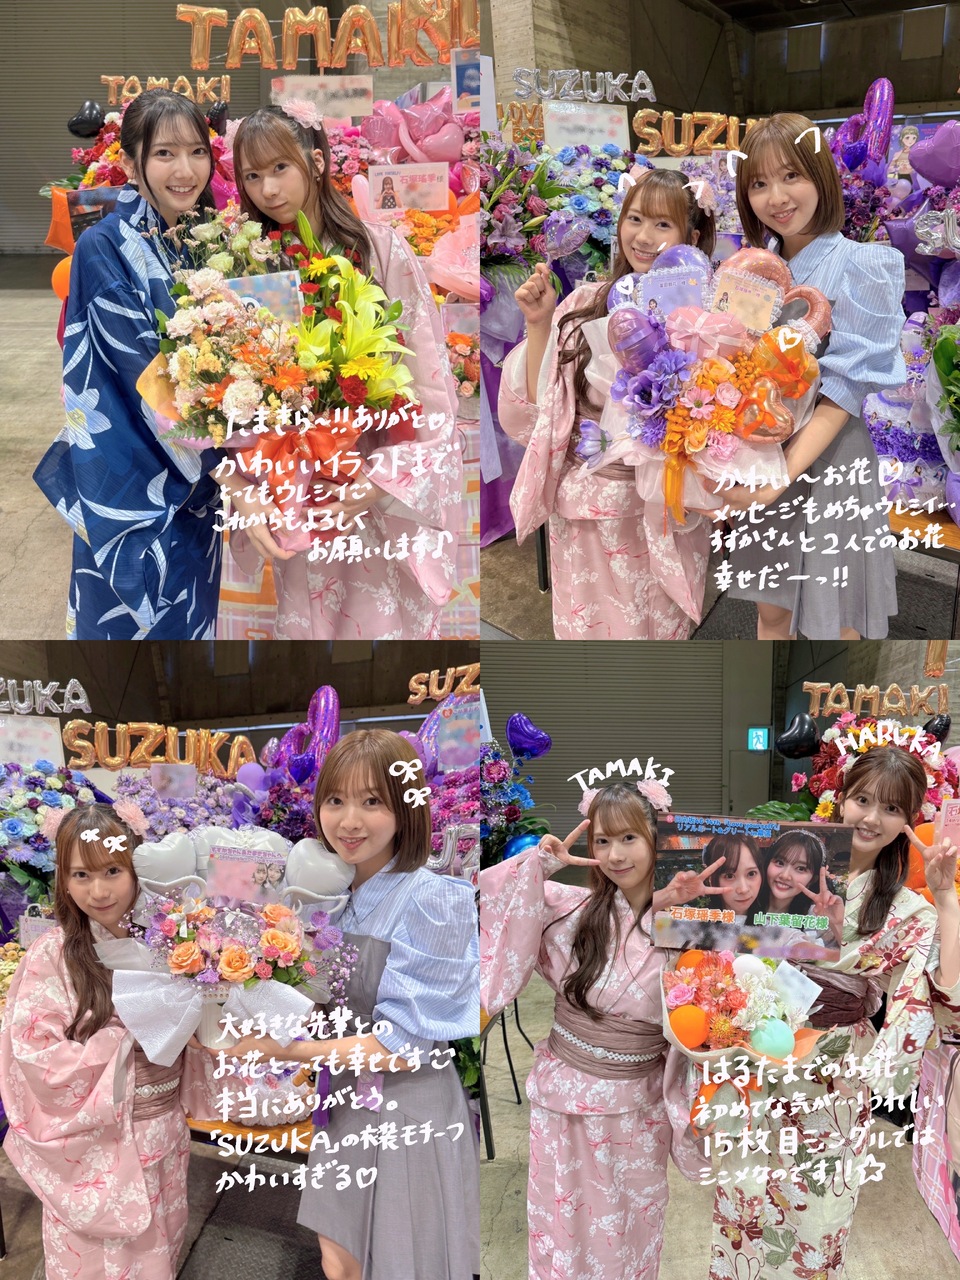 TAMAKI
TAMAKI
石塚瑶季様
たまきら〜!!ありがと♡
かわいいイラストまで
とってもウレシイ
これからもよろしく
お願いします♪
SUZUKA
SUZU
かわい〜お花♡
メッセージもめちゃウレシイ…
すずかさんと2人でのお花
幸せだーっ!!
ZUKA
SUZUKA
SUZ
大好きな先輩との
お花と〜っても幸せです
本当にありがとう。
「SUZUKA」の衣装モチーフ
かわいすぎる♡
TAMAKI
TAMAKI
HARUKA
リアルミート&グリート
石塚瑶季様
山下葉留花様
はるたまでのお花、
初めてな気が…!うれしい
15枚目シングルでは
シンメなのです!!☆